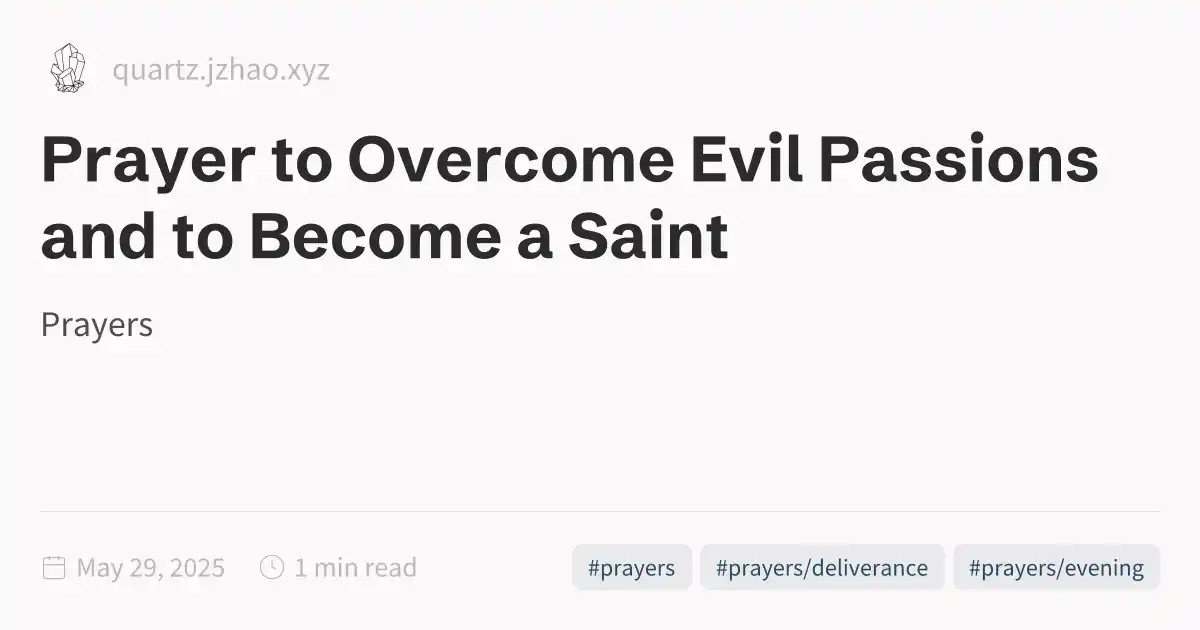 quartz.jzhao.xyz
Prayer to Overcome Evil Passions
and to Become a Saint
Prayers
May 29, 2025
1 min read
#prayers
#prayers/deliverance
#prayers/evening